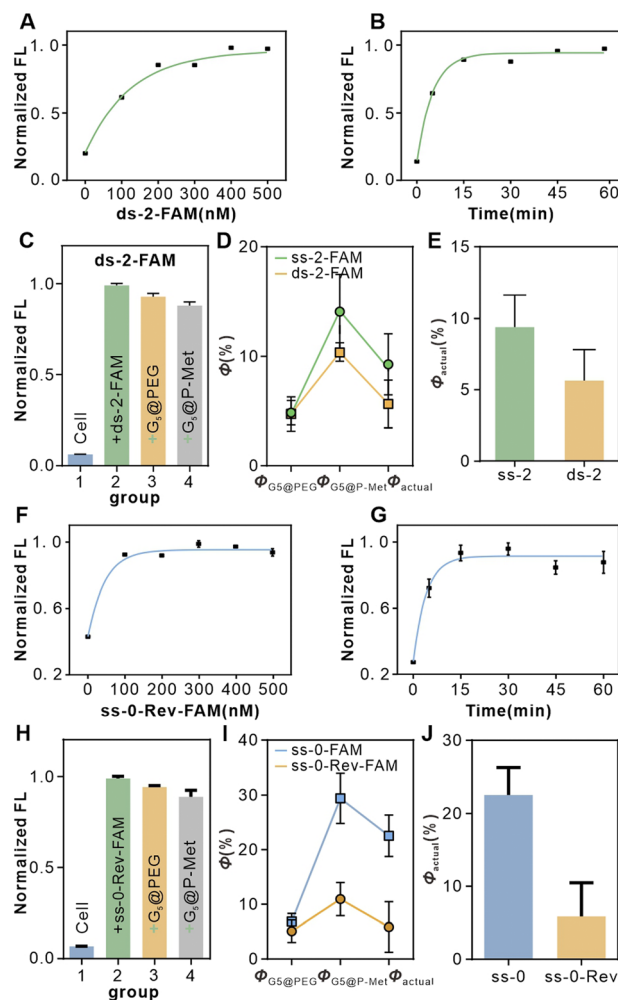 A
Normalized FL
1.0
0.5
0.0
0 100 200 300 400 500
ds-2-FAM(nM)
B
Normalized FL
1.0
0.5
0.0
0 15 30 45 60
Time(min)
C
Normalized FL
1.0
0.5
0.0
ds-2-FAM
Cell
+ds-2-FAM
+G₅@PEG
+G₅@P-Met
1 2 3 4
group
D
Φ(%)
20
10
0
ss-2-FAM
ds-2-FAM
ΦG5@PEG ΦG5@P-Met Φactual
E
Φactual(%)
15
10
5
0
ss-2 ds-2
F
Normalized FL
1.0
0.6
0.2
0 100 200 300 400 500
ss-0-Rev-FAM(nM)
G
Normalized FL
1.0
0.6
0.2
0 15 30 45 60
Time(min)
H
Normalized FL
1.0
0.5
0.0
Cell
+ss-0-Rev-FAM
+G₅@PEG
+G₅@P-Met
1 2 3 4
group
I
Φ(%)
40
30
20
10
0
ss-0-FAM
ss-0-Rev-FAM
ΦG5@PEG ΦG5@P-Met Φactual
J
Φactual(%)
30
20
10
0
ss-0 ss-0-Rev